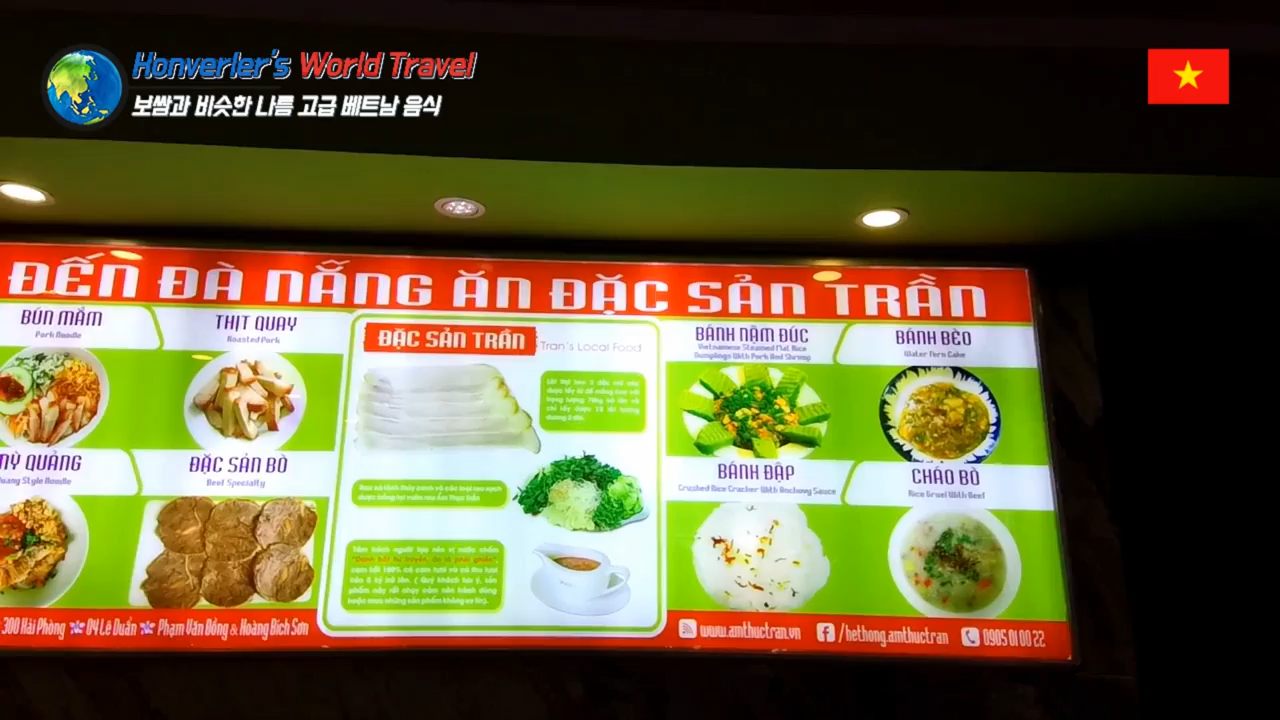 Honverler's World Travel
보쌈과 비슷한 나름 고급 베트남 음식
ĐẾN ĐÀ NẴNG ĂN ĐẶC SẢN TRẦN
BÚN MẮM
Pork Noodle
THỊT QUAY
Roasted Pork
MỲ QUẢNG
Quang Style Noodle
ĐẶC SẢN BÒ
Beef Specialty
ĐẶC SẢN TRẦN
Tran's Local Food
BÁNH NẬM ĐÚC
Vietnamese Steamed Flat Rice
Dumplings With Pork And Shrimp
BÁNH BÈO
Water Fern Cake
BÁNH ĐẬP
Crushed Rice Cracker With Anchovy Sauce
CHÁO BÒ
Rice Gruel With Beef
300 Hải Phòng 04 Lê Duẩn Phạm Văn Đồng & Hoàng Bích Sơn
www.amthuctran.vn
/hethong.amthuctran
0905 01 00 22